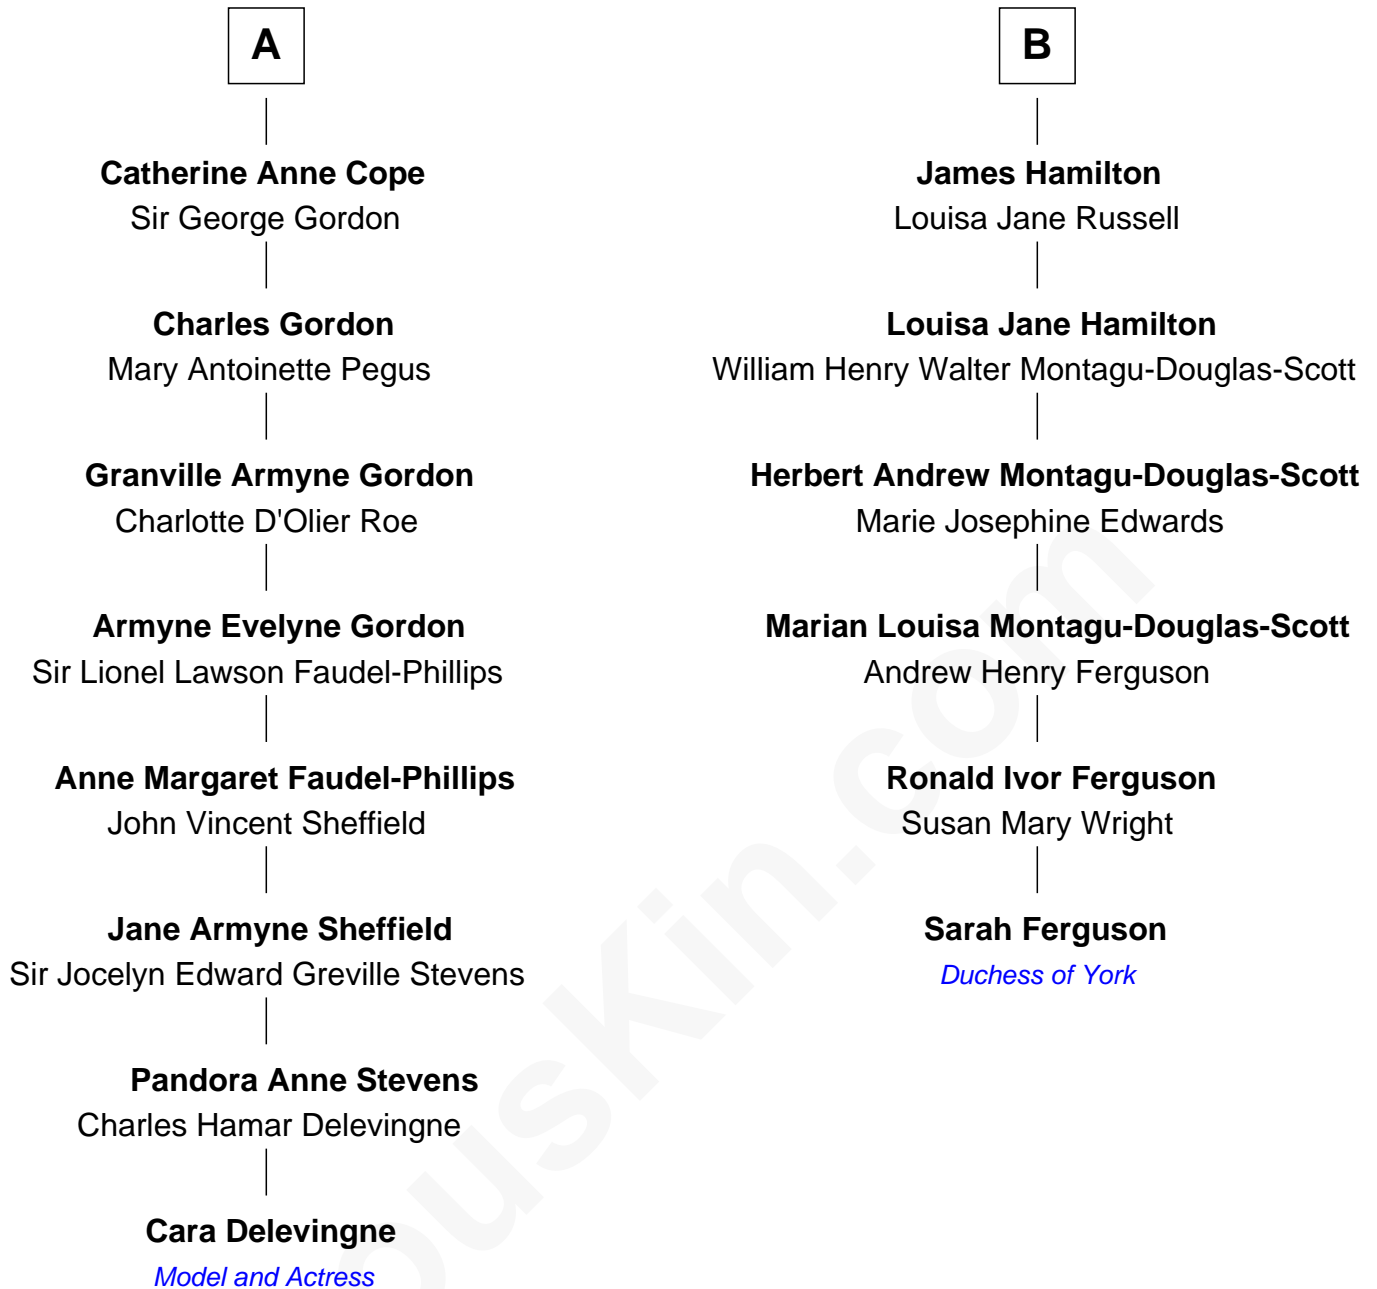 A
Catherine Anne Cope
Sir George Gordon
Charles Gordon
Mary Antoinette Pegus
Granville Armyne Gordon
Charlotte D'Olier Roe
Armyne Evelyne Gordon
Sir Lionel Lawson Faudel-Phillips
Anne Margaret Faudel-Phillips
John Vincent Sheffield
Jane Armyne Sheffield
Sir Jocelyn Edward Greville Stevens
Pandora Anne Stevens
Charles Hamar Delevingne
Cara Delevingne
Model and Actress
B
James Hamilton
Louisa Jane Russell
Louisa Jane Hamilton
William Henry Walter Montagu-Douglas-Scott
Herbert Andrew Montagu-Douglas-Scott
Marie Josephine Edwards
Marian Louisa Montagu-Douglas-Scott
Andrew Henry Ferguson
Ronald Ivor Ferguson
Susan Mary Wright
Sarah Ferguson
Duchess of York
ousKin.com